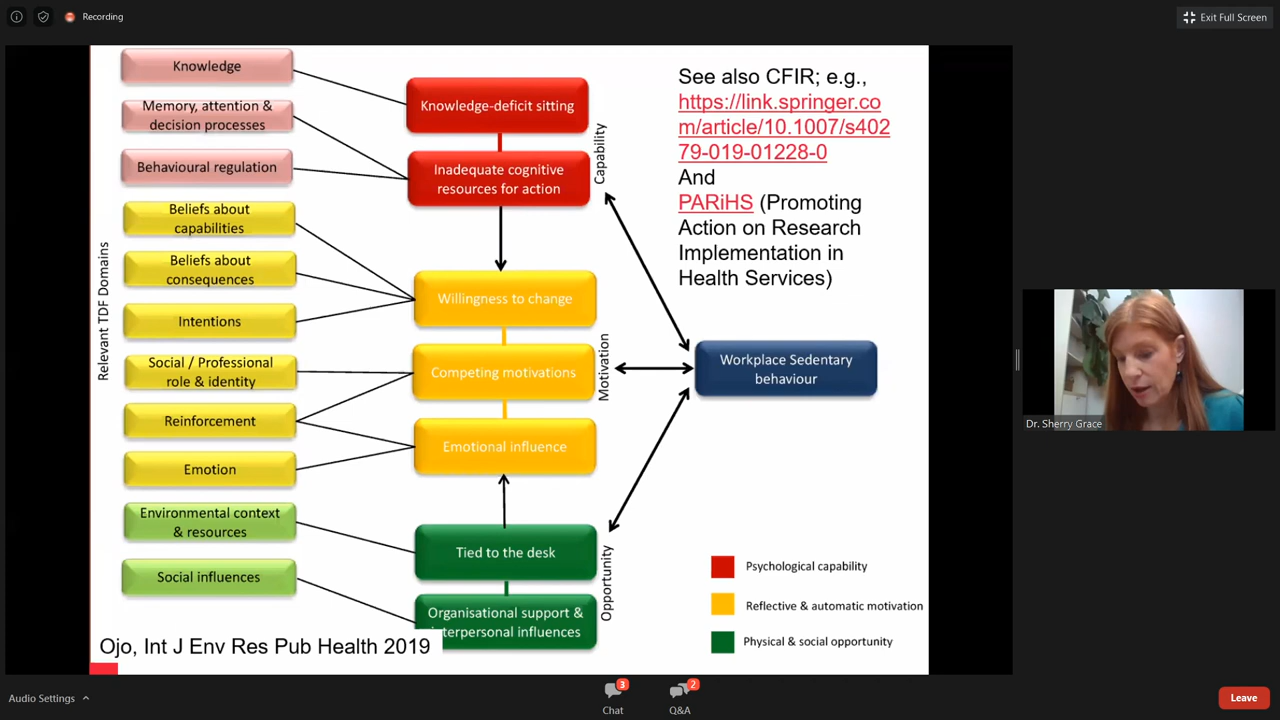 Recording
Exit Full Screen
Knowledge
Memory, attention &
decision processes
Behavioural regulation
Beliefs about
capabilities
Beliefs about
consequences
Intentions
Social / Professional
role & identity
Reinforcement
Emotion
Environmental context
& resources
Social influences
Relevant TDF Domains
Knowledge-deficit sitting
Inadequate cognitive
resources for action
Capability
Willingness to change
Competing motivations
Emotional influence
Motivation
Tied to the desk
Organisational support &
interpersonal influences
Opportunity
Workplace Sedentary
behaviour
See also CFIR; e.g.,
https://link.springer.co
m/article/10.1007/s402
79-019-01228-0
And
PARiHS (Promoting
Action on Research
Implementation in
Health Services)
Psychological capability
Reflective & automatic motivation
Physical & social opportunity
Ojo, Int J Env Res Pub Health 2019
Dr. Sherry Grace
Audio Settings
3
Chat
2
Q&A
Leave